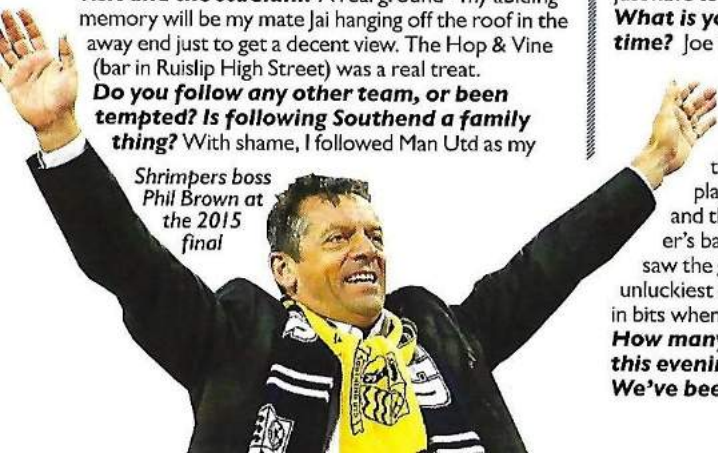 memory will be my mate Jai hanging off the roof in the
away end just to get a decent view. The Hop & Vine
(bar in Ruislip High Street) was a real treat.
Do you follow any other team, or been
tempted? Is following Southend a family
thing? With shame, I followed Man Utd as my
Shrimpers boss
Phil Brown at
the 2015
final
What is yo
time? Joe
t
pla
and th
er's ba
saw the
unluckiest
in bits when
How many
this evenin
We've bee